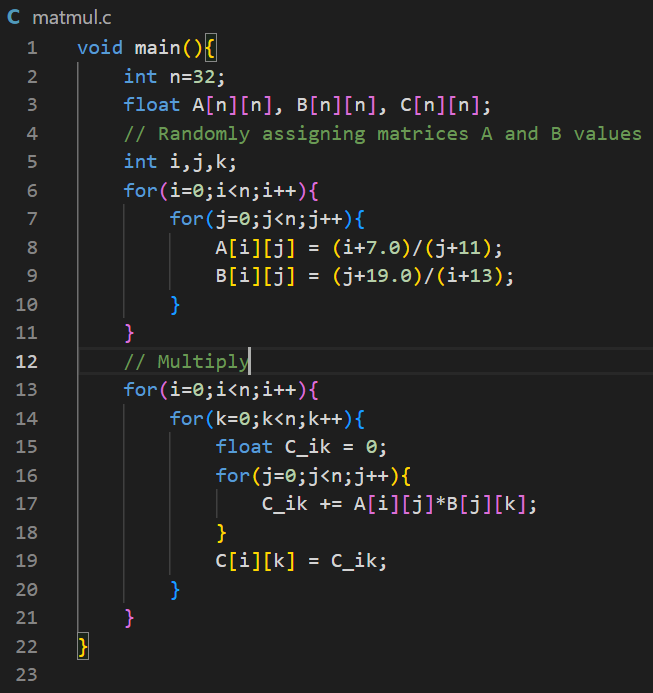 C matmul.c
1 void main(){
2     int n=32;
3     float A[n][n], B[n][n], C[n][n];
4     // Randomly assigning matrices A and B values
5     int i,j,k;
6     for(i=0;i<n;i++){
7         for(j=0;j<n;j++){
8             A[i][j] = (i+7.0)/(j+11);
9             B[i][j] = (j+19.0)/(i+13);
10         }
11     }
12     // Multiply
13     for(i=0;i<n;i++){
14         for(k=0;k<n;k++){
15             float C_ik = 0;
16             for(j=0;j<n;j++){
17                 C_ik += A[i][j]*B[j][k];
18             }
19             C[i][k] = C_ik;
20         }
21     }
22 }
23